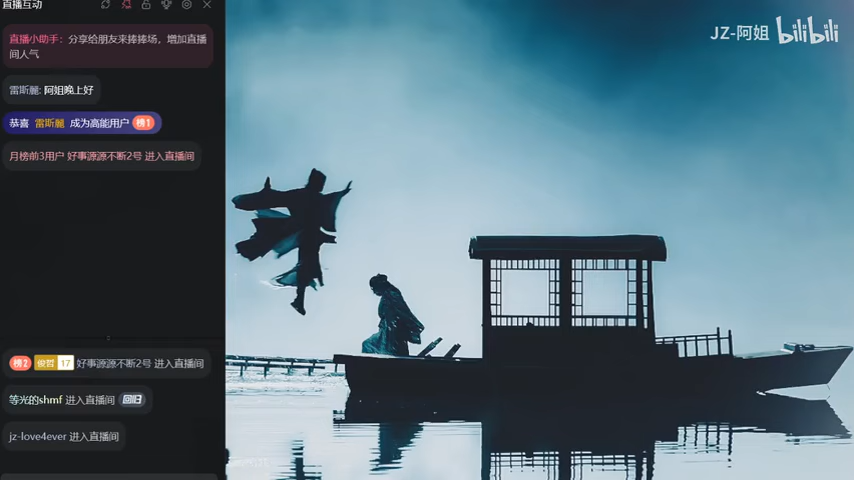 直播互动
直播小助手：分享给朋友来捧捧场，增加直播
间人气
雷斯麗: 阿姐晚上好
恭喜 雷斯麗 成为高能用户 榜1
月榜前3用户 好事源源不断2号 进入直播间
榜2 俊哲 17 好事源源不断2号 进入直播间
等光的shmf 进入直播间 回归
jz-love4ever 进入直播间
JZ-阿姐 bilibili